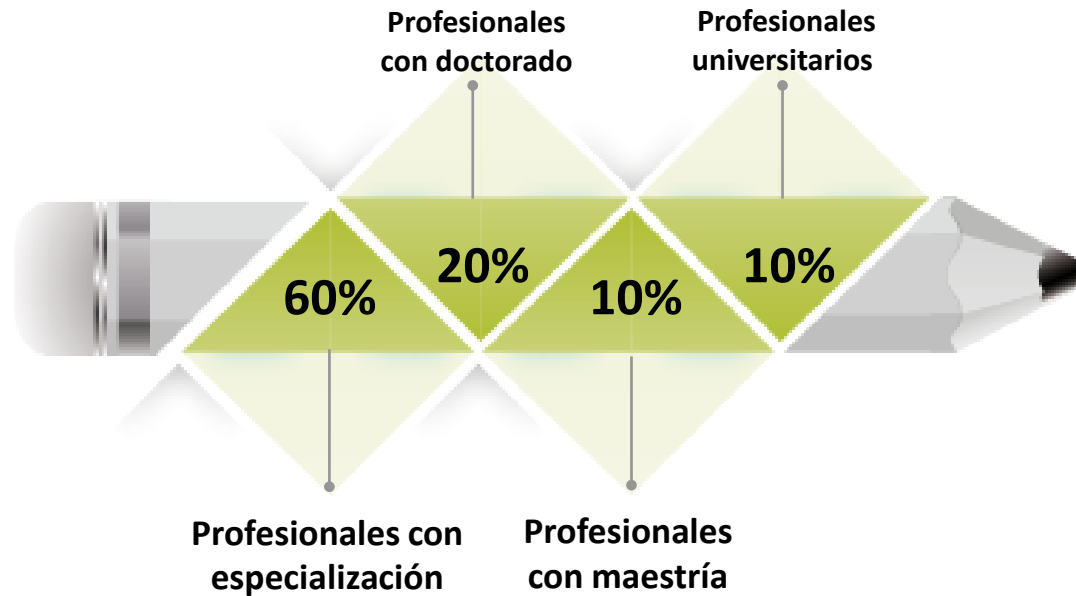 Profesionales
con doctorado
Profesionales
universitarios
60%
20%
10%
10%
Profesionales con
especialización
Profesionales
con maestría